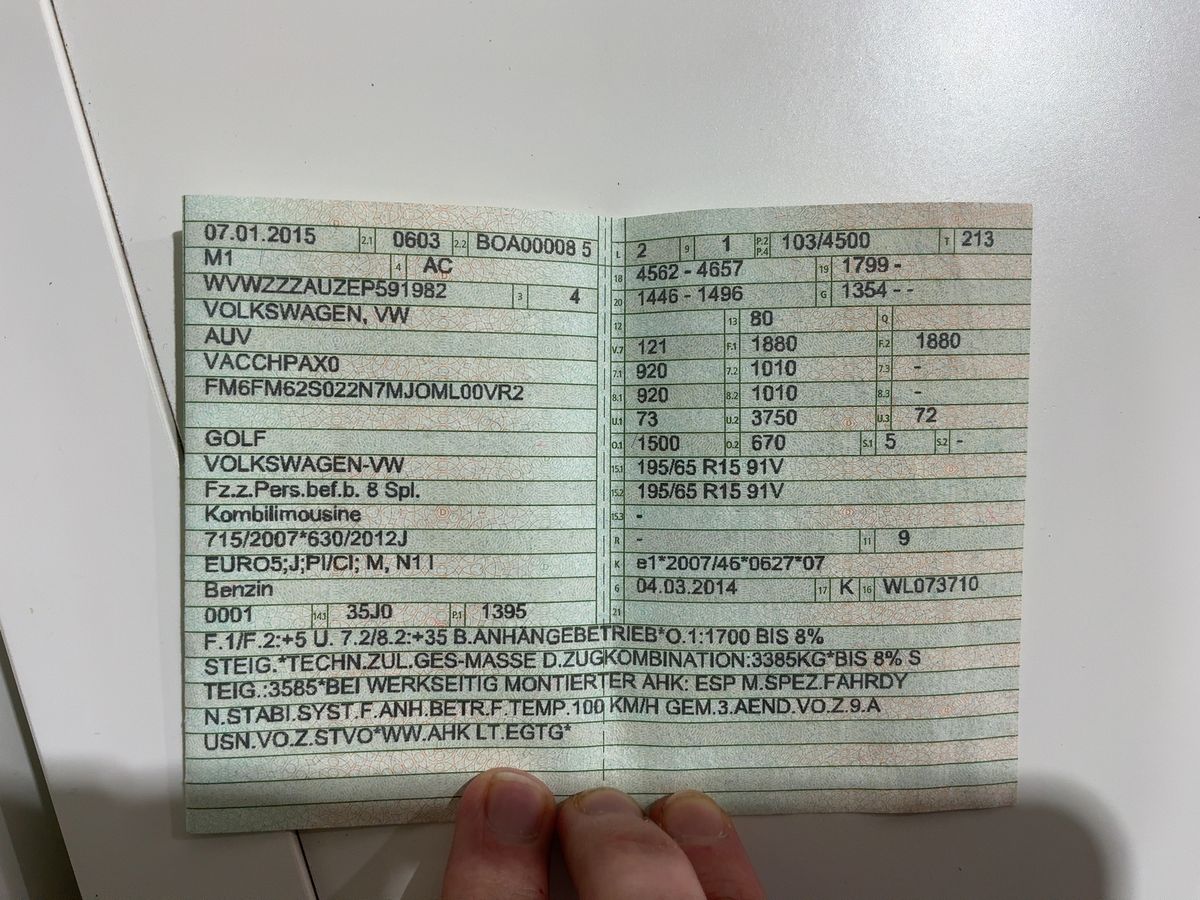 07.01.2015 2.1 0603 2.2 BOA00008 5
M1 4 AC
WVWZZZAUZEP591982 3 4
VOLKSWAGEN, VW
AUV
VACCHPAX0
FM6FM62S022N7MJOML00VR2
GOLF
VOLKSWAGEN-VW
Fz.z.Pers.bef.b. 8 Spl.
Kombilimousine
715/2007*630/2012J
EURO5;J;PI/CI; M, N1 I
Benzin
0001 14.1 35J0 P.1 1395
L 2 9 1 P.2 P.4 103/4500 T 213
18 4562 - 4657 19 1799 -
20 1446 - 1496 G 1354 - -
12 13 80 Q
V.7 121 F.1 1880 F.2 1880
7.1 920 7.2 1010 7.3 -
8.1 920 8.2 1010 8.3 -
U.1 73 U.2 3750 U.3 72
O.1 1500 O.2 670 S.1 5 S.2 -
15.1 195/65 R15 91V
15.2 195/65 R15 91V
15.3 -
R - 11 9
K e1*2007/46*0627*07
6 04.03.2014 17 K 16 WL073710
21
F.1/F.2:+5 U. 7.2/8.2:+35 B.ANHÄNGEBETRIEB*O.1:1700 BIS 8%
STEIG.*TECHN.ZUL.GES-MASSE D.ZUGKOMBINATION:3385KG*BIS 8% S
TEIG.:3585*BEI WERKSEITIG MONTIERTER AHK: ESP M.SPEZ.FAHRDY
N.STABI.SYST.F.ANH.BETR.F.TEMP.100 KM/H GEM.3.AEND.VO.Z.9.A
USN.VO.Z.STVO*WW.AHK LT.EGTG*